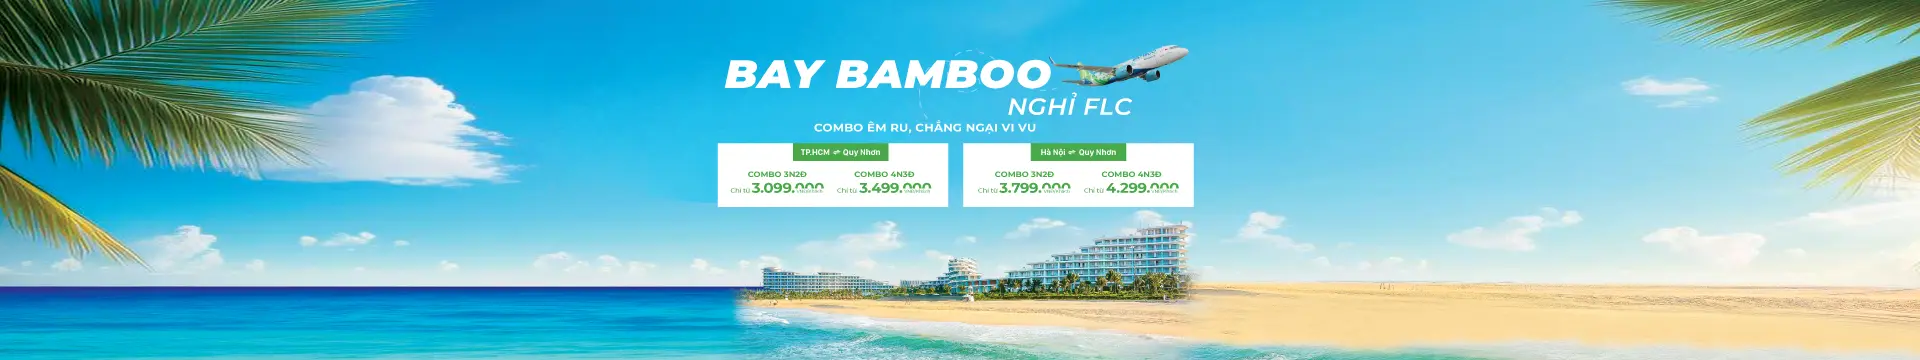 BAY BAMBOO
NGHỈ FLC
COMBO ÊM RU, CHẲNG NGẠI VI VU
TP.HCM ⇌ Quy Nhơn
COMBO 3N2Đ
Chỉ từ 3.099.000
COMBO 4N3Đ
Chỉ từ 3.499.000
Hà Nội ⇌ Quy Nhơn
COMBO 3N2Đ
Chỉ từ 3.799.000
COMBO 4N3Đ
Chỉ từ 4.299.000